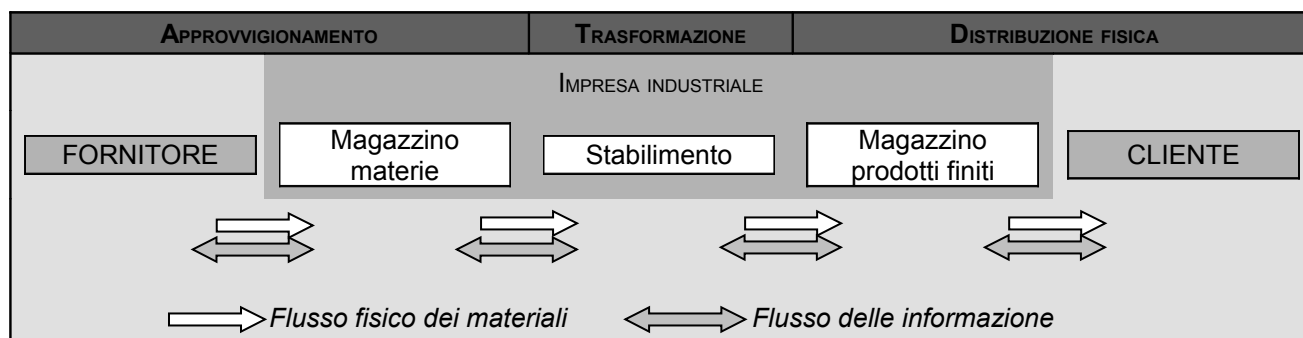 APPROVVIGIONAMENTO TRASFORMAZIONE DISTRIBUZIONE FISICA
IMPRESA INDUSTRIALE
FORNITORE
Magazzino
materie
Stabilimento
Magazzino
prodotti finiti
CLIENTE
Flusso fisico dei materiali
Flusso delle informazione